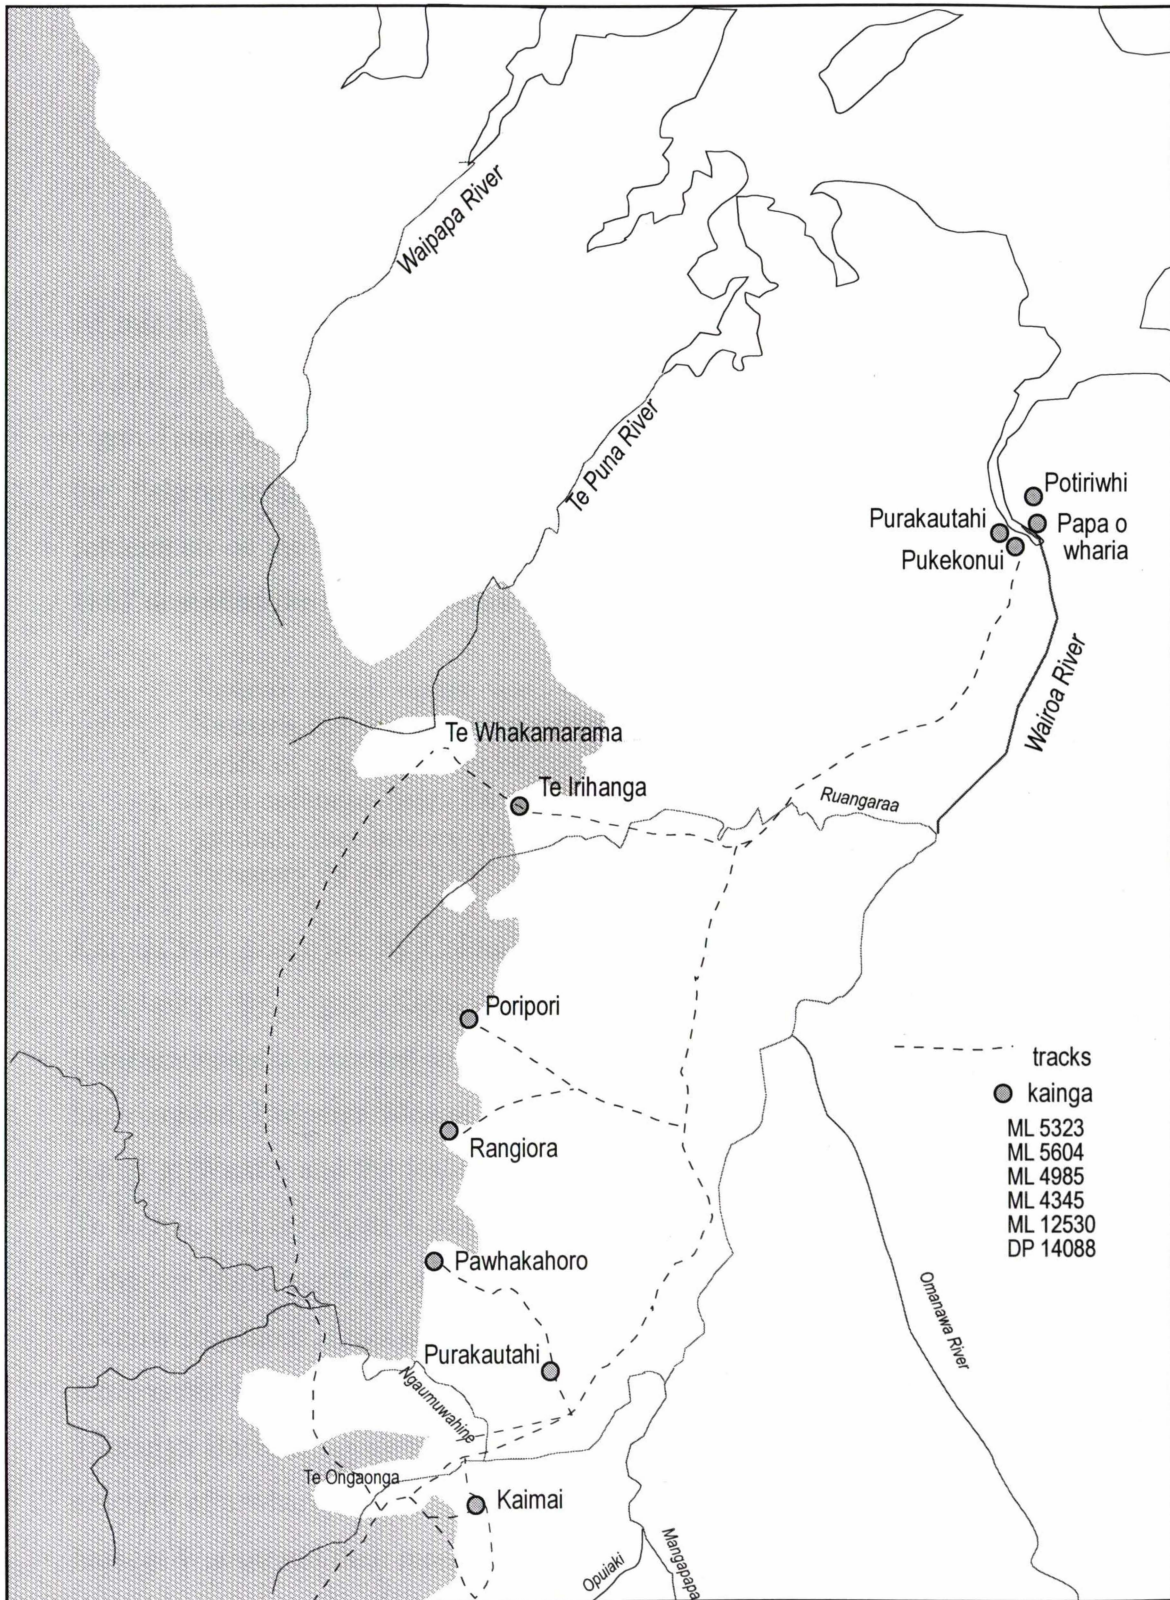 Waipapa River
Te Puna River
Potiriwhi
Purakautahi
Papa o
wharia
Pukekonui
Wairoa River
Te Whakamarama
Te Irihanga
Ruangaraa
Poripori
tracks
kainga
ML 5323
ML 5604
ML 4985
ML 4345
ML 12530
DP 14088
Rangiora
Pawhakahoro
Omanawa River
Purakautahi
Ngaumuwahine
Te Ongaonga
Kaimai
Opuiaki
Mangapapa